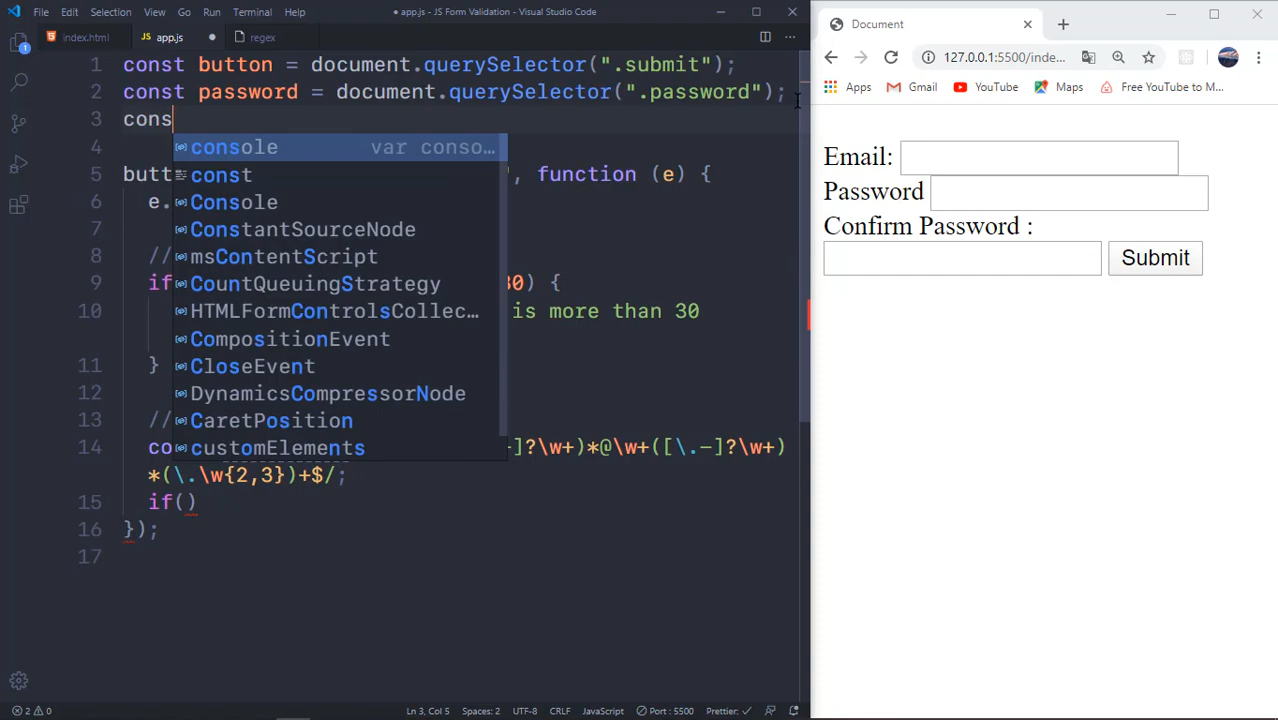 File Edit Selection View Go Run Terminal Help
● app.js - JS Form Validation - Visual Studio Code
index.html
JS app.js
regex
1
1 const button = document.querySelector(".submit");
2 const password = document.querySelector(".password");
3 cons
4
5 butt ", function (e) {
6 e.
7
8 //
9 if 30) {
10 is more than 30
11 }
12
13 //
14 co -]?\w+)*@\w+([\.-]?\w+)
*(\.\w{2,3})+$/;
15 if()
16 });
17
console var conso…
const
Console
ConstantSourceNode
msContentScript
CountQueuingStrategy
HTMLFormControlsCollec…
CompositionEvent
CloseEvent
DynamicsCompressorNode
CaretPosition
customElements
2 0
Ln 3, Col 5 Spaces: 2 UTF-8 CRLF JavaScript Port : 5500 Prettier: ✓
Document
127.0.0.1:5500/inde...
Apps Gmail YouTube Maps Free YouTube to M...
Email:
Password
Confirm Password :
Submit